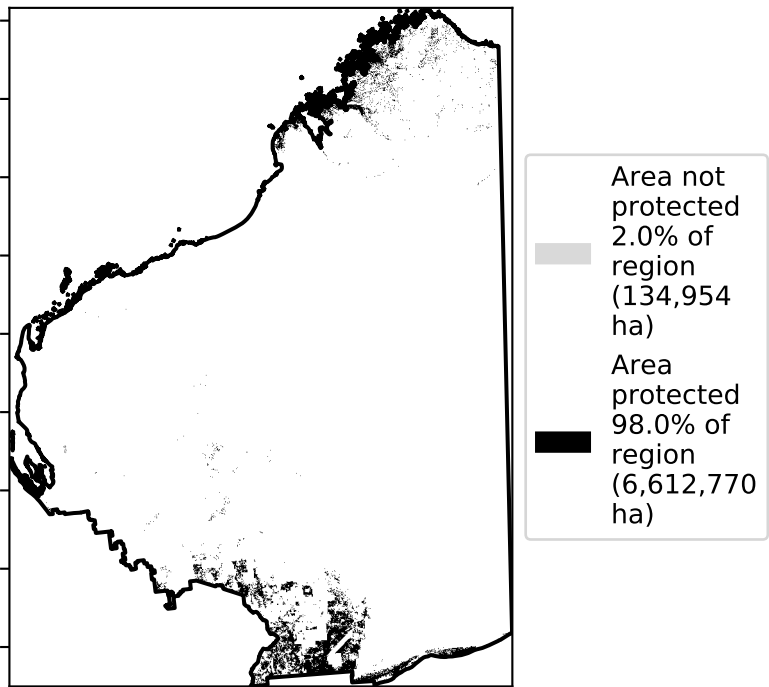 Area not
protected
2.0% of
region
(134,954
ha)
Area
protected
98.0% of
region
(6,612,770
ha)